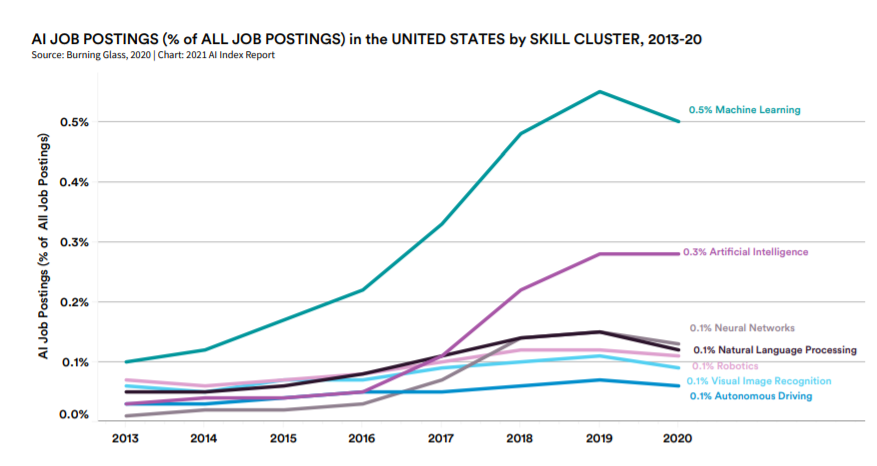 AI JOB POSTINGS (% of ALL JOB POSTINGS) in the UNITED STATES by SKILL CLUSTER, 2013-20
Source: Burning Glass, 2020 | Chart: 2021 AI Index Report
AI Job Postings (% of All Job Postings)
0.5%
0.4%
0.3%
0.2%
0.1%
0.0%
0.5% Machine Learning
0.3% Artificial Intelligence
0.1% Neural Networks
0.1% Natural Language Processing
0.1% Robotics
0.1% Visual Image Recognition
0.1% Autonomous Driving
2013 2014 2015 2016 2017 2018 2019 2020